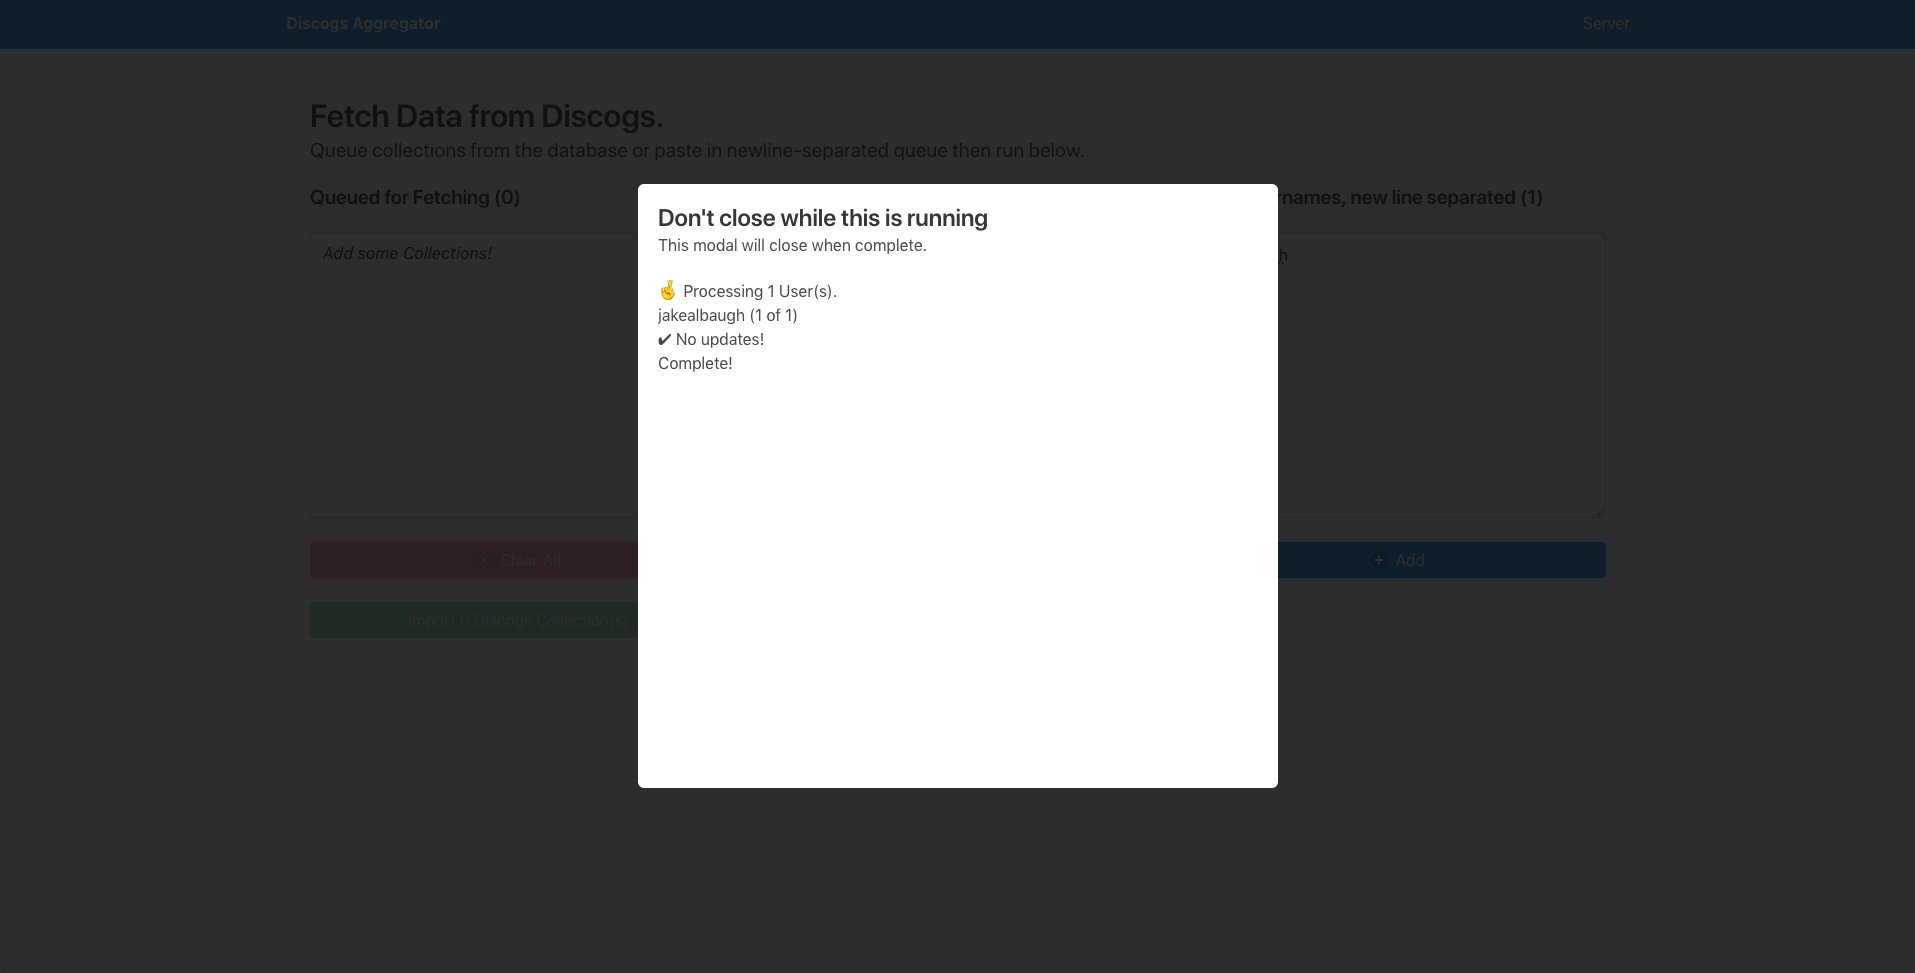 Discogs Aggregator
Server
Fetch Data from Discogs.
Queue collections from the database or paste in newline-separated queue then run below.
Queued for Fetching (0)
names, new line separated (1)
Add some Collections!
h
Don't close while this is running
This modal will close when complete.
🤞 Processing 1 User(s).
jakealbaugh (1 of 1)
✔ No updates!
Complete!
× Clear All
+ Add
Import 0 Discogs Collection(s)